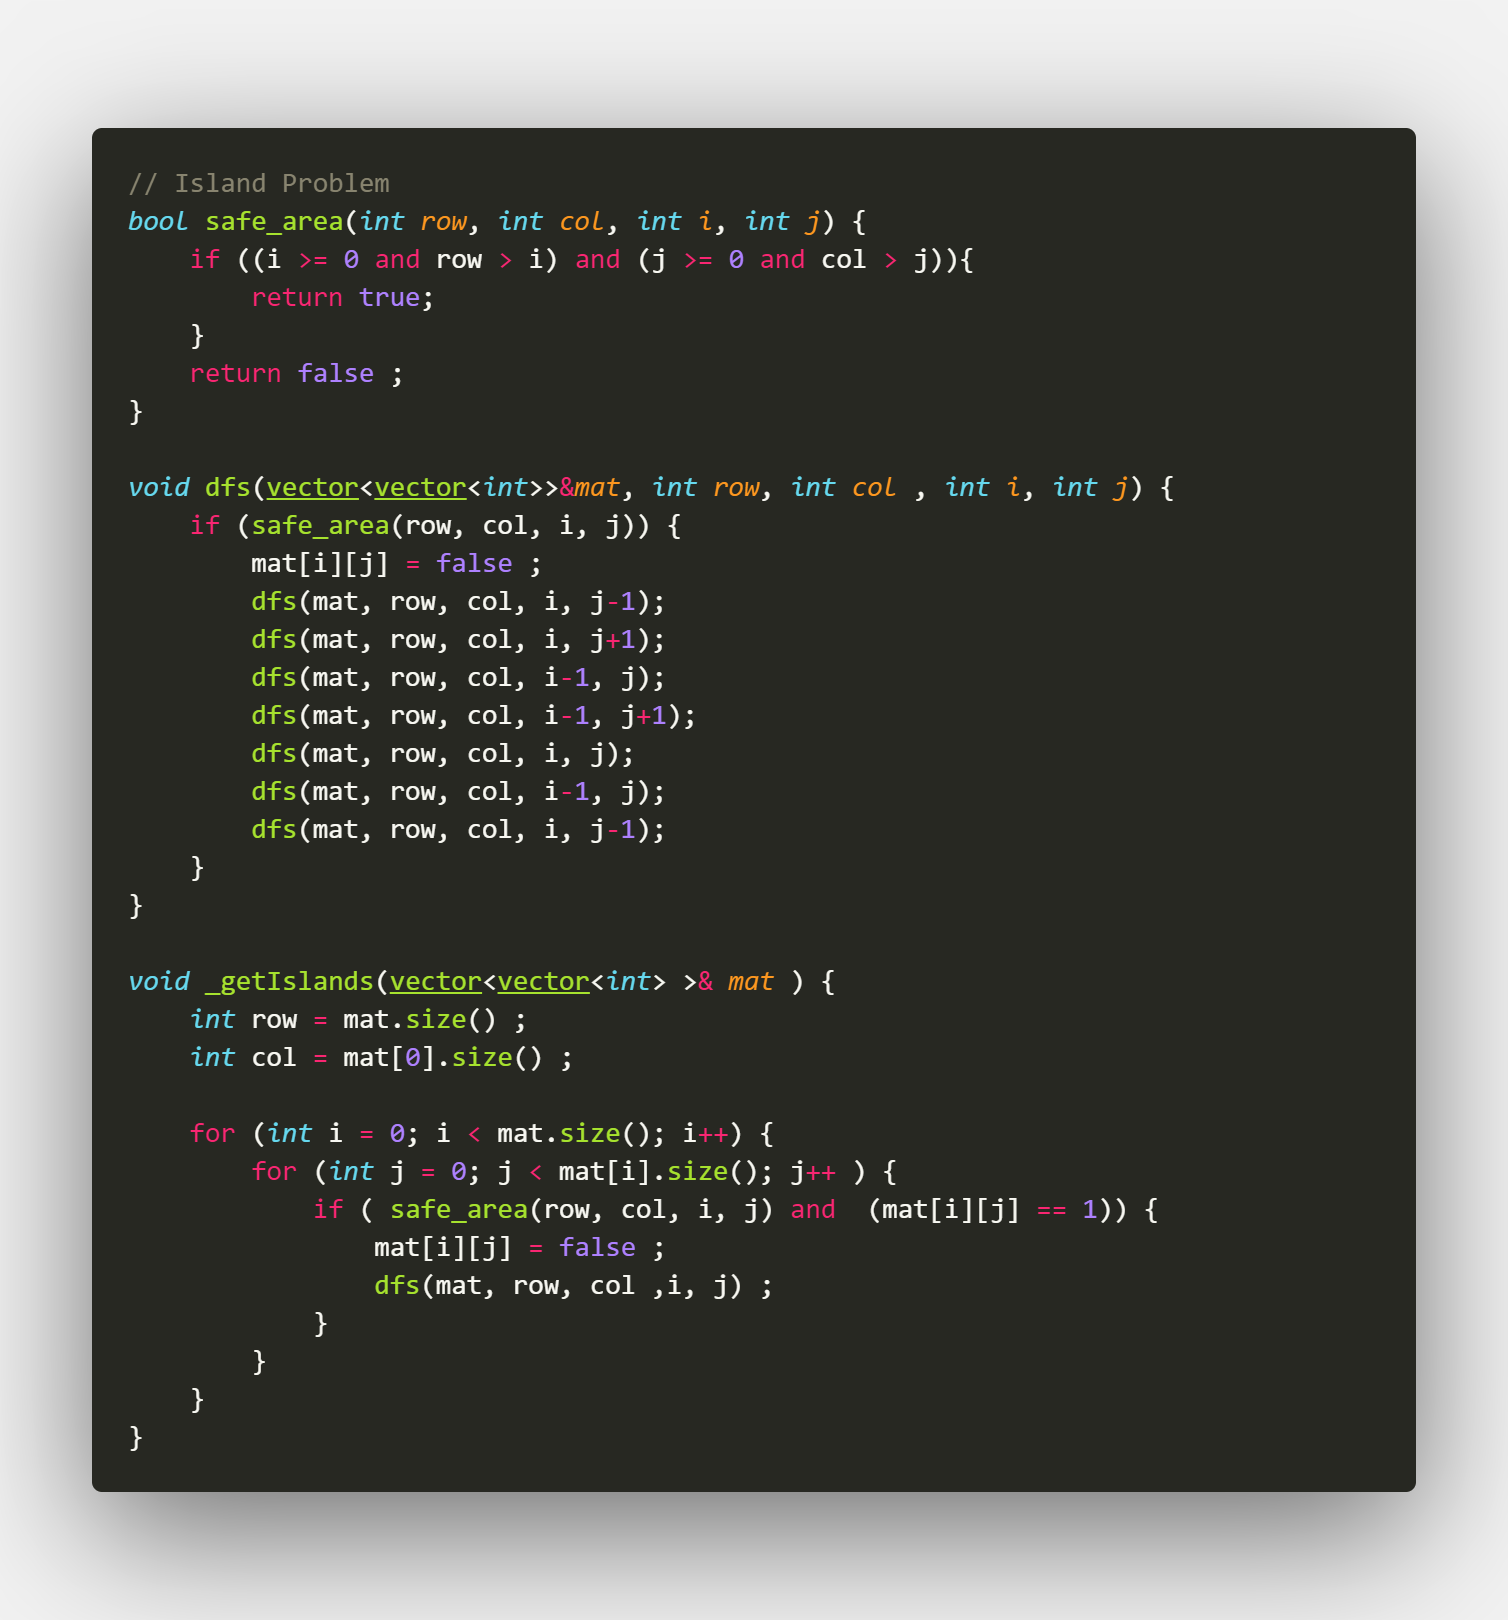 // Island Problem
bool safe_area(int row, int col, int i, int j) {
    if ((i >= 0 and row > i) and (j >= 0 and col > j)){
        return true;
    }
    return false ;
}

void dfs(vector<vector<int>>&mat, int row, int col , int i, int j) {
    if (safe_area(row, col, i, j)) {
        mat[i][j] = false ;
        dfs(mat, row, col, i, j-1);
        dfs(mat, row, col, i, j+1);
        dfs(mat, row, col, i-1, j);
        dfs(mat, row, col, i-1, j+1);
        dfs(mat, row, col, i, j);
        dfs(mat, row, col, i-1, j);
        dfs(mat, row, col, i, j-1);
    }
}

void _getIslands(vector<vector<int> >& mat ) {
    int row = mat.size() ;
    int col = mat[0].size() ;

    for (int i = 0; i < mat.size(); i++) {
        for (int j = 0; j < mat[i].size(); j++ ) {
            if ( safe_area(row, col, i, j) and  (mat[i][j] == 1)) {
                mat[i][j] = false ;
                dfs(mat, row, col ,i, j) ;
            }
        }
    }
}